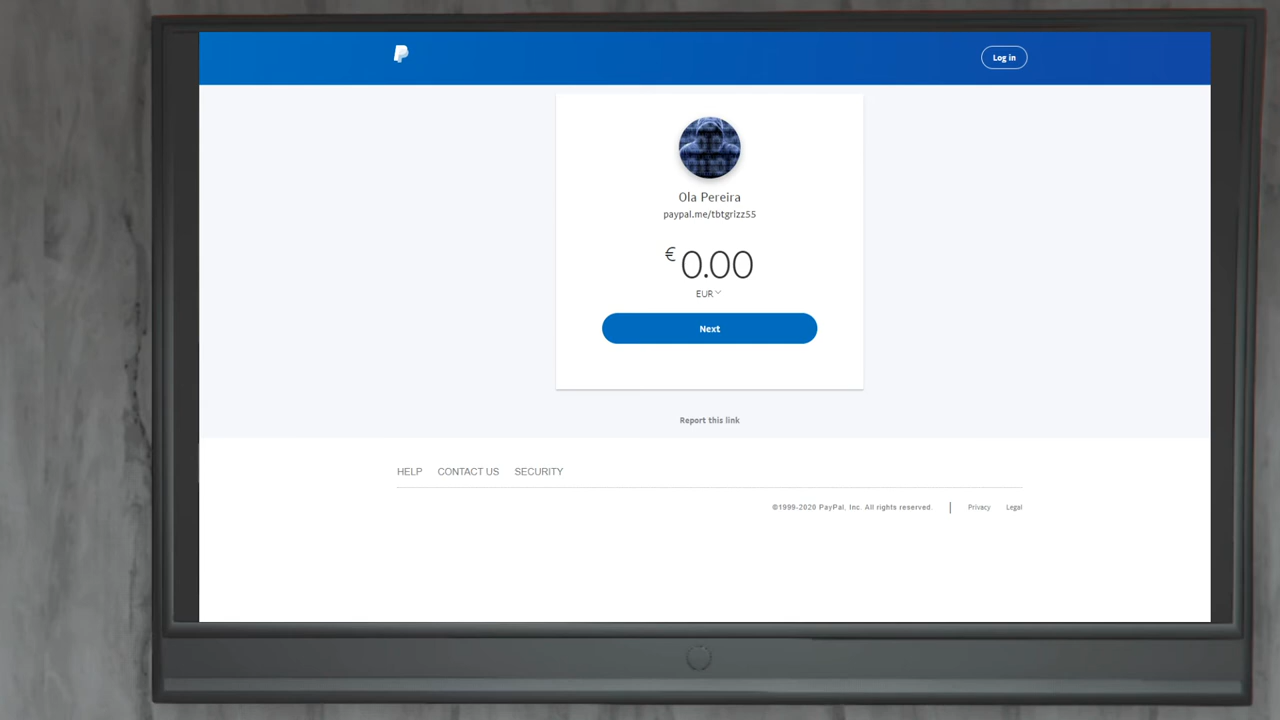 Log in
Ola Pereira
paypal.me/tbtgrizz55
€ 0.00
EUR
Next
Report this link
HELP CONTACT US SECURITY
©1999-2020 PayPal, Inc. All rights reserved. | Privacy Legal